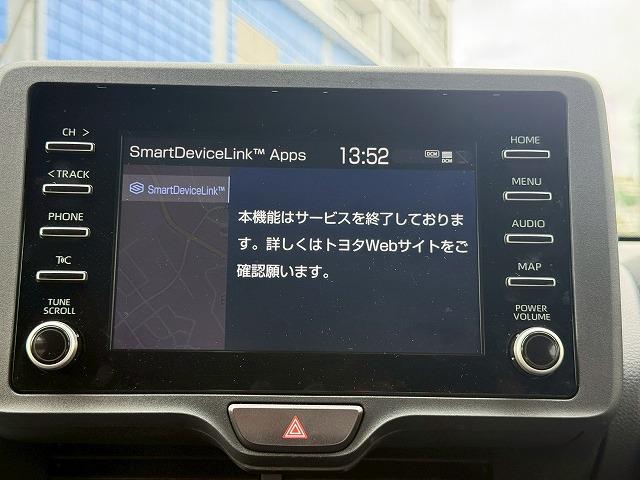 CH >
<TRACK
PHONE
T C
TUNE
SCROLL
SmartDeviceLink™ Apps
13:52
DCM
DCM
SmartDeviceLink™
本機能はサービスを終了しておりま
す。詳しくはトヨタWebサイトをご
確認願います。
HOME
MENU
AUDIO
MAP
POWER
VOLUME